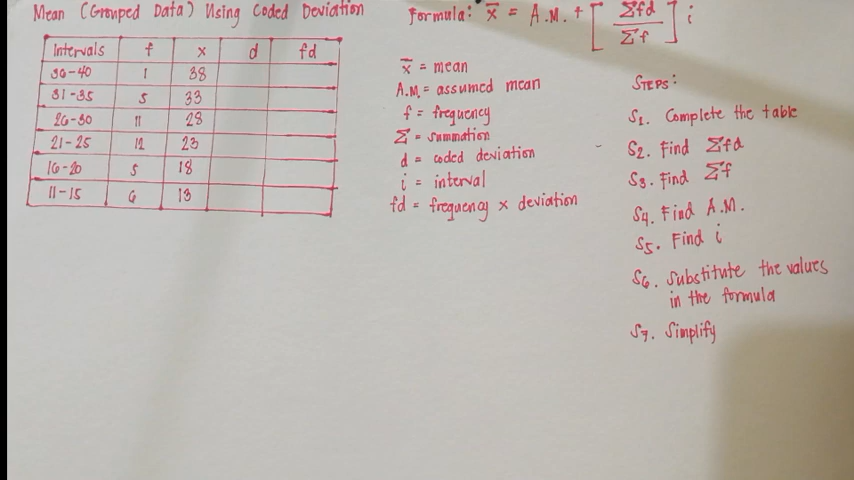 Mean (Grouped Data) Using Coded Deviation
Formula: x̄ = A.M. + [ Σfd / Σf ] i
Intervals f x d fd
36-40 1 38
31-35 5 33
26-30 11 28
21-25 12 23
16-20 5 18
11-15 6 13
x̄ = mean
A.M. = assumed mean
f = frequency
Σ = summation
d = coded deviation
i = interval
fd = frequency x deviation
STEPS:
S1. Complete the table
S2. Find Σfd
S3. Find Σf
S4. Find A.M.
S5. Find i
S6. Substitute the values
in the formula
S7. Simplify